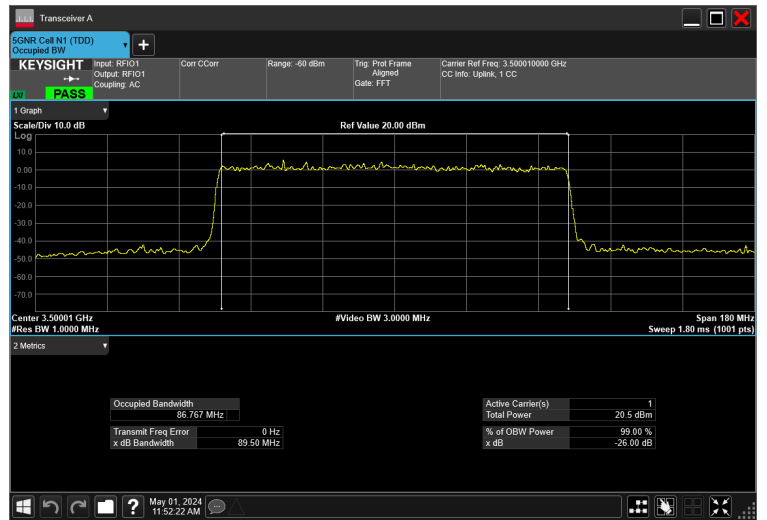 Transceiver A
5GNR Cell N1 (TDD)
Occupied BW
KEYSIGHT
Input: RFIO1
Output: RFIO1
Coupling: AC
Corr CCorr
Range: -60 dBm
Trig: Prot Frame
Aligned
Gate: FFT
Carrier Ref Freq: 3.500010000 GHz
CC Info: Uplink, 1 CC
LXI
PASS
1 Graph
Scale/Div 10.0 dB
Ref Value 20.00 dBm
Log
10.0
0.00
-10.0
-20.0
-30.0
-40.0
-50.0
-60.0
-70.0
Center 3.50001 GHz
#Video BW 3.0000 MHz
Span 180 MHz
#Res BW 1.0000 MHz
Sweep 1.80 ms (1001 pts)
2 Metrics
Occupied Bandwidth
86.767 MHz
Transmit Freq Error 0 Hz
x dB Bandwidth 89.50 MHz
Active Carrier(s) 1
Total Power 20.5 dBm
% of OBW Power 99.00 %
x dB -26.00 dB
?
May 01, 2024
11:52:22 AM